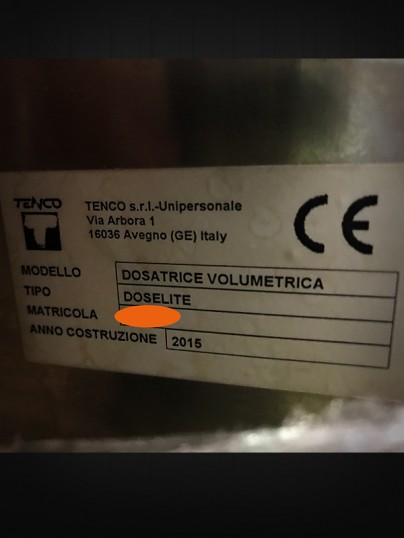 TENCO
TENCO s.r.l.-Unipersonale
Via Arbora 1
16036 Avegno (GE) Italy
CE
MODELLO DOSATRICE VOLUMETRICA
TIPO DOSELITE
MATRICOLA
ANNO COSTRUZIONE 2015